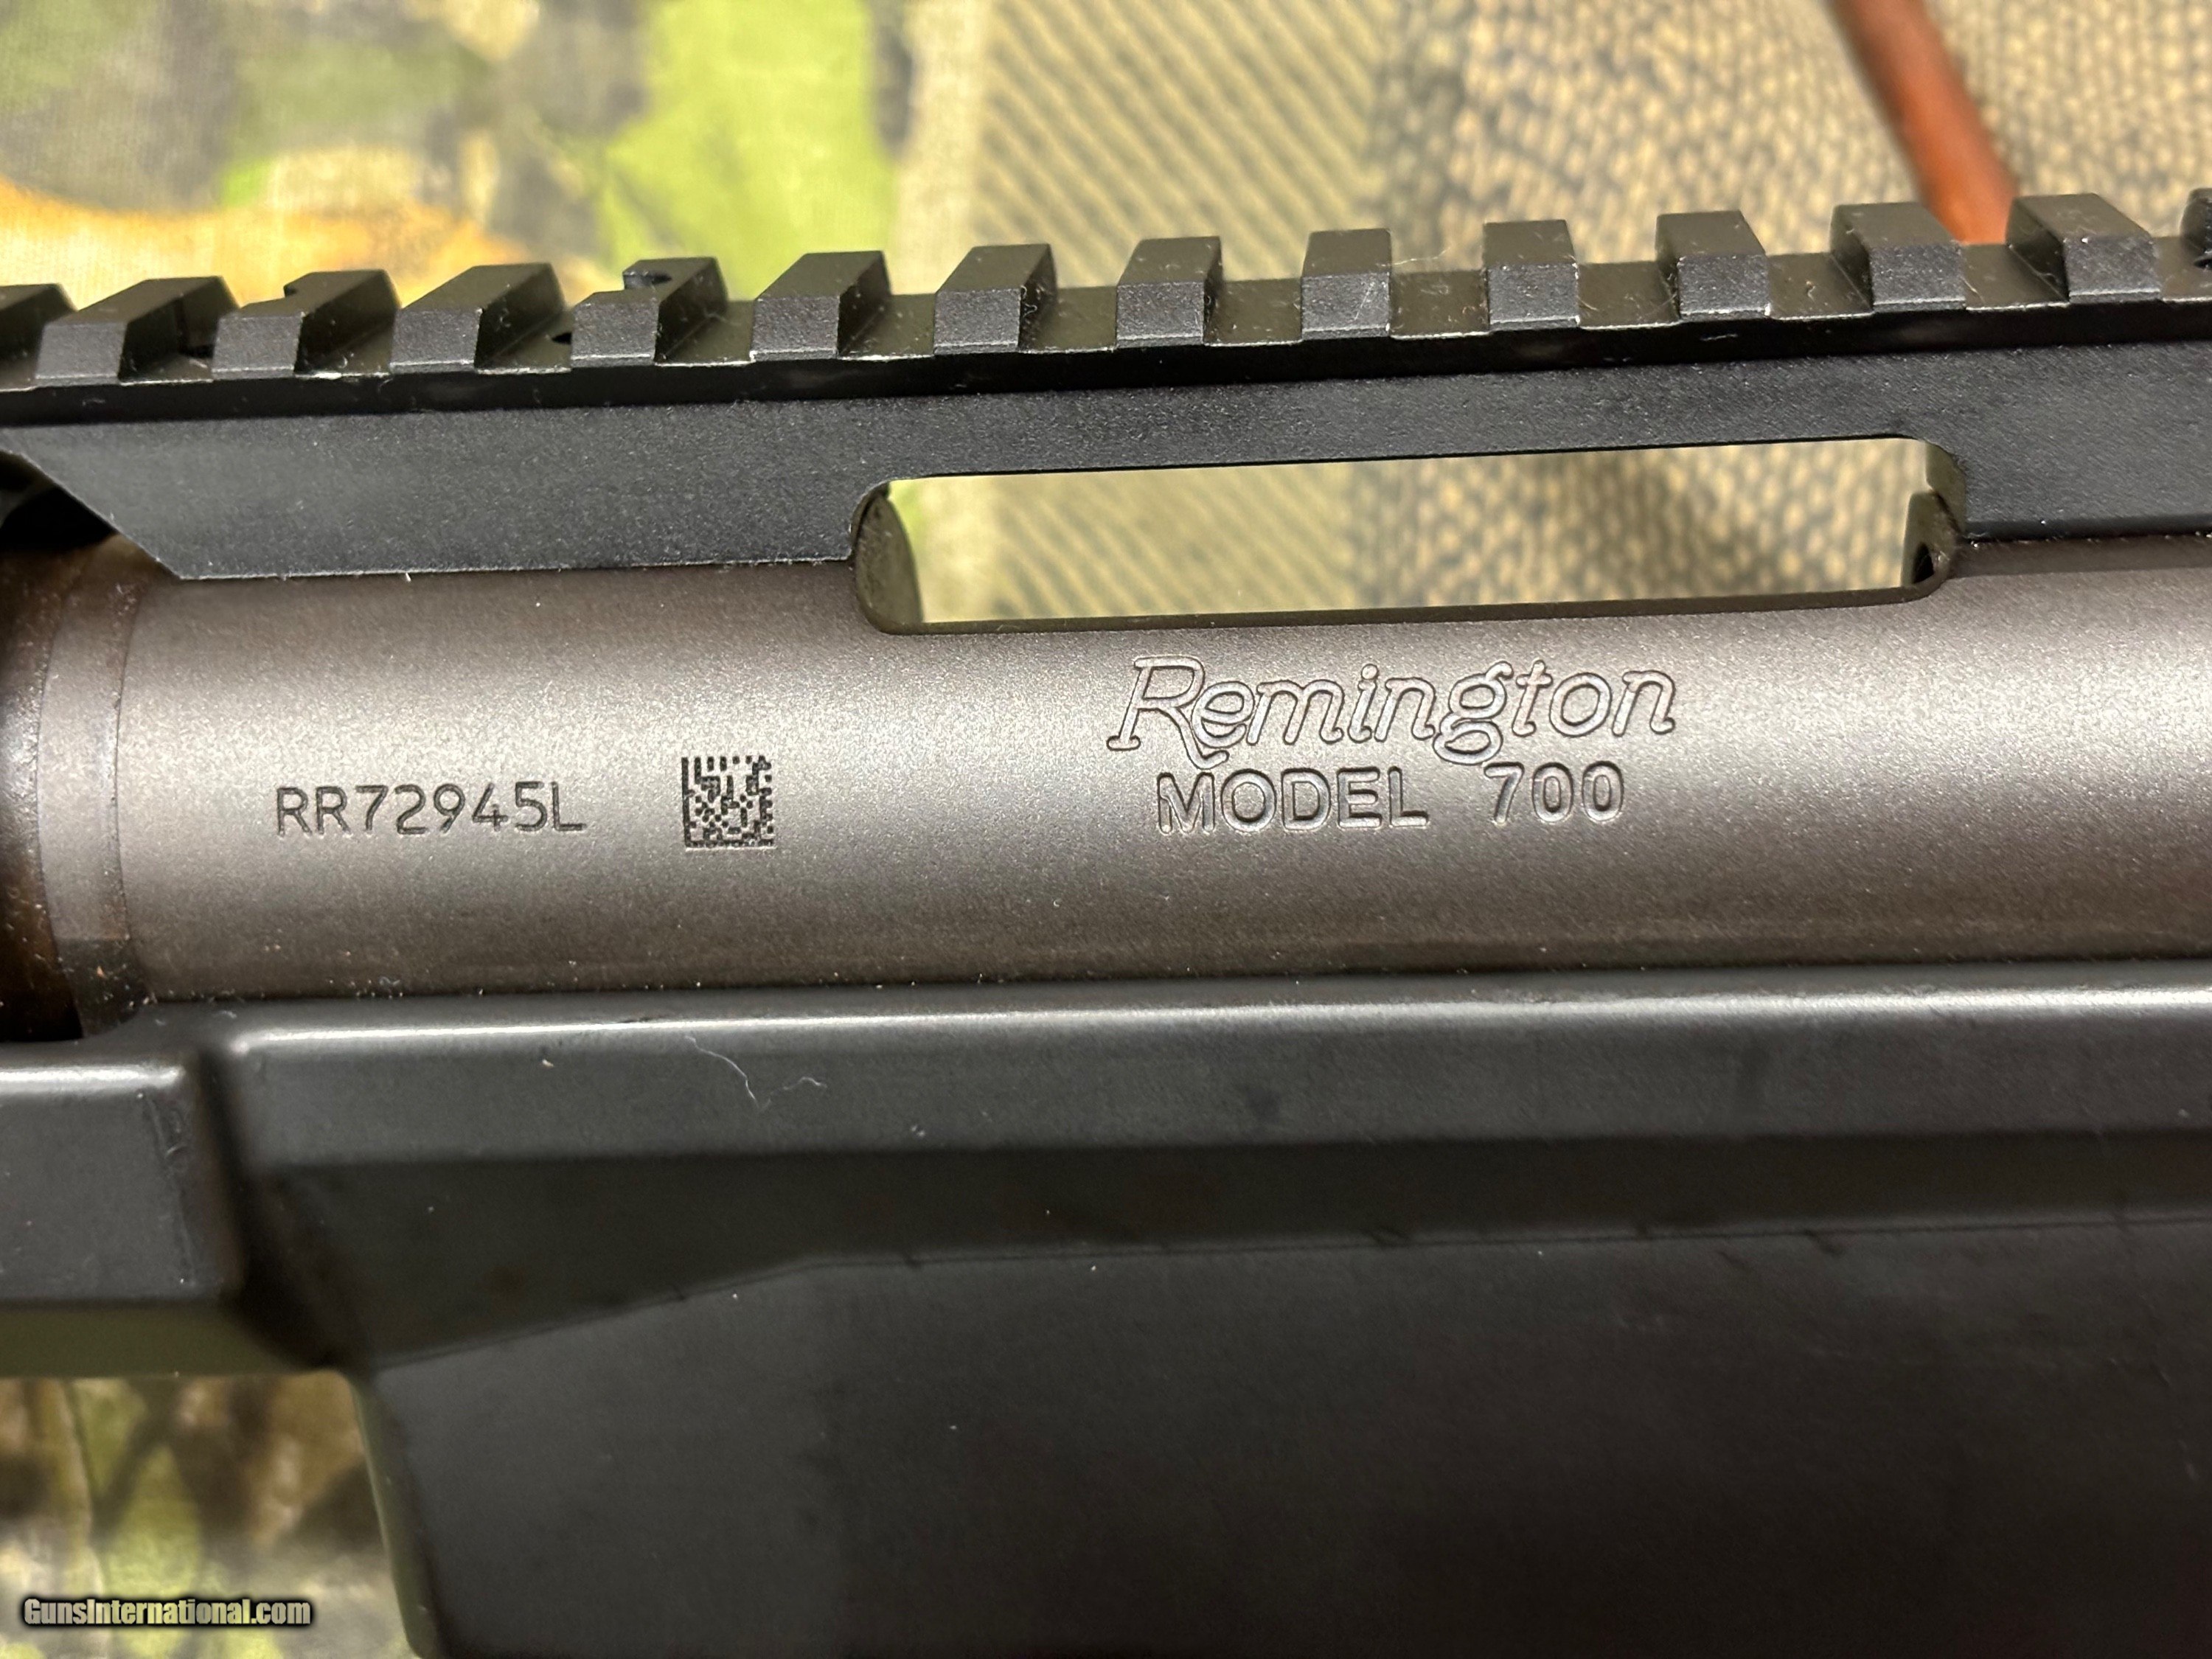 Remington
RR72945L
MODEL 700
GunsInternational.com